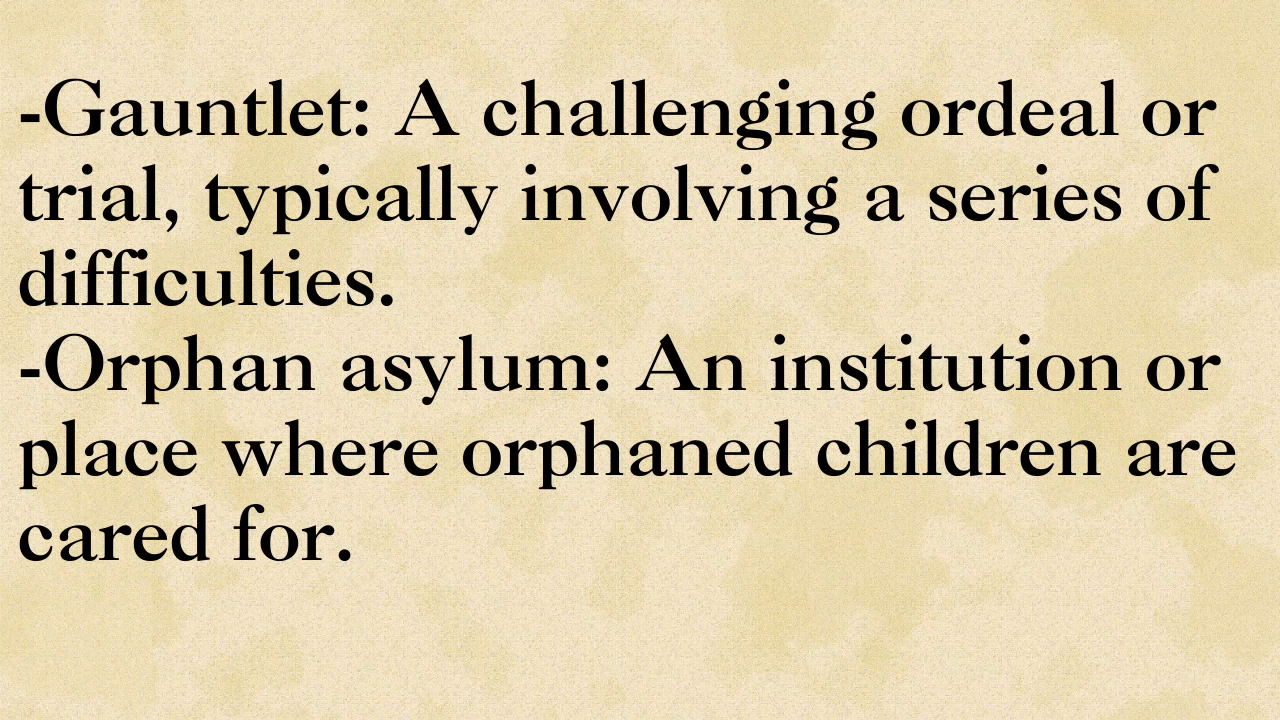 -Gauntlet: A challenging ordeal or
trial, typically involving a series of
difficulties.
-Orphan asylum: An institution or
place where orphaned children are
cared for.